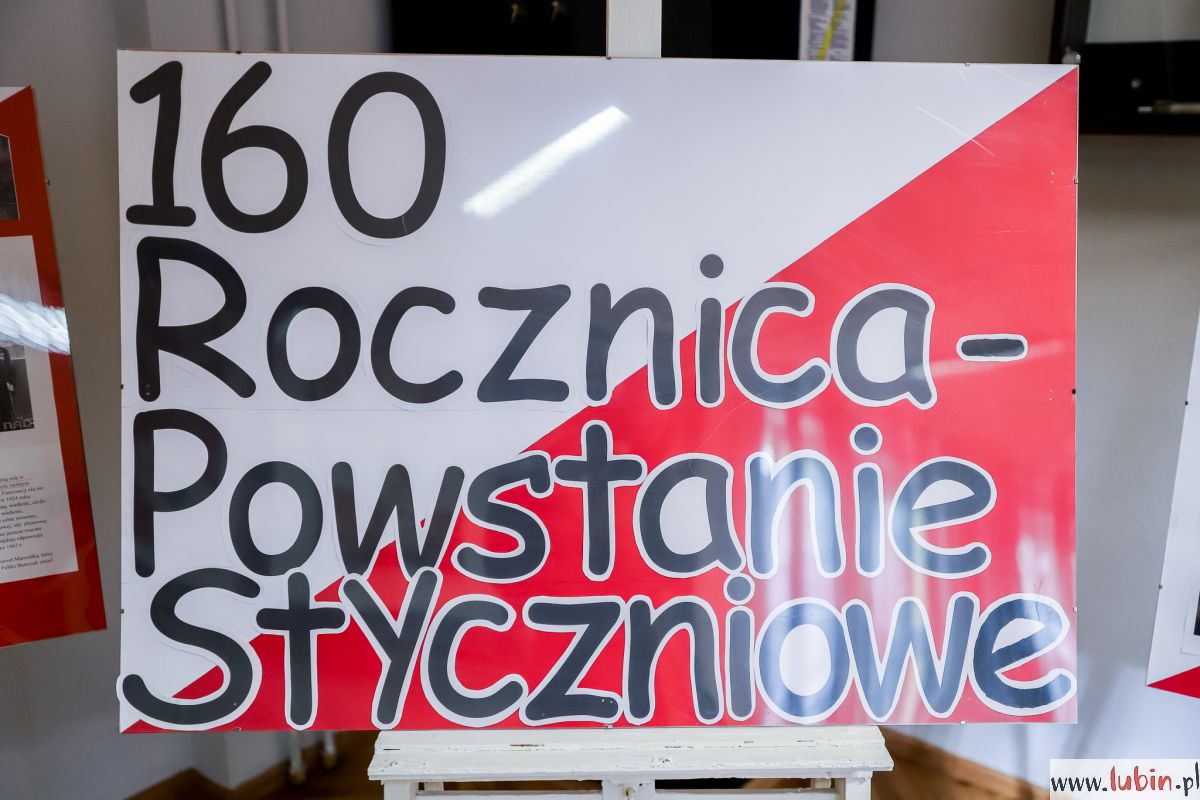 160
Rocznica-
Powstanie
Styczniowe
www.lubin.pl